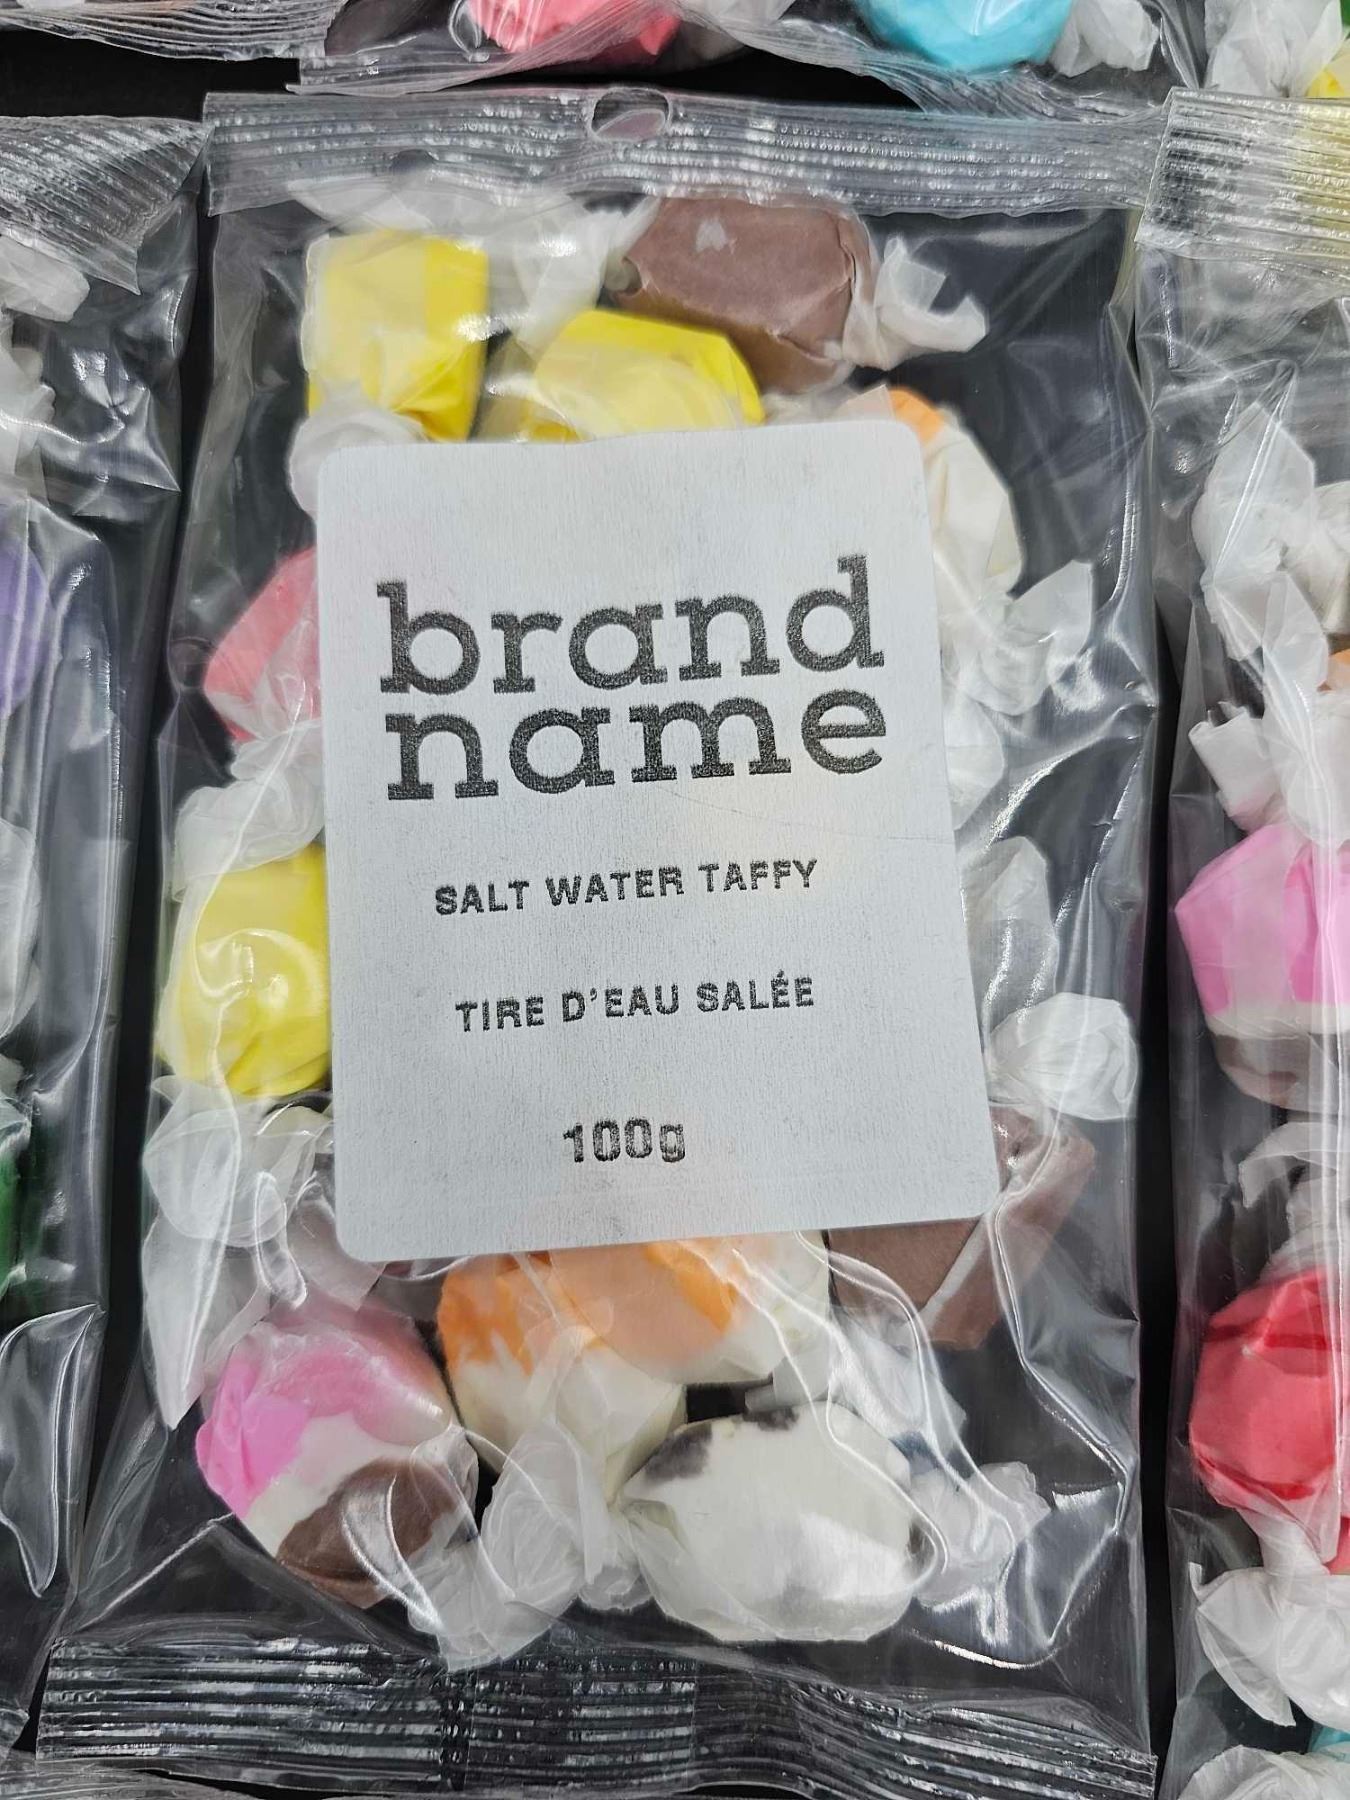 brand
name
SALT WATER TAFFY
TIRE D'EAU SALÉE
100g